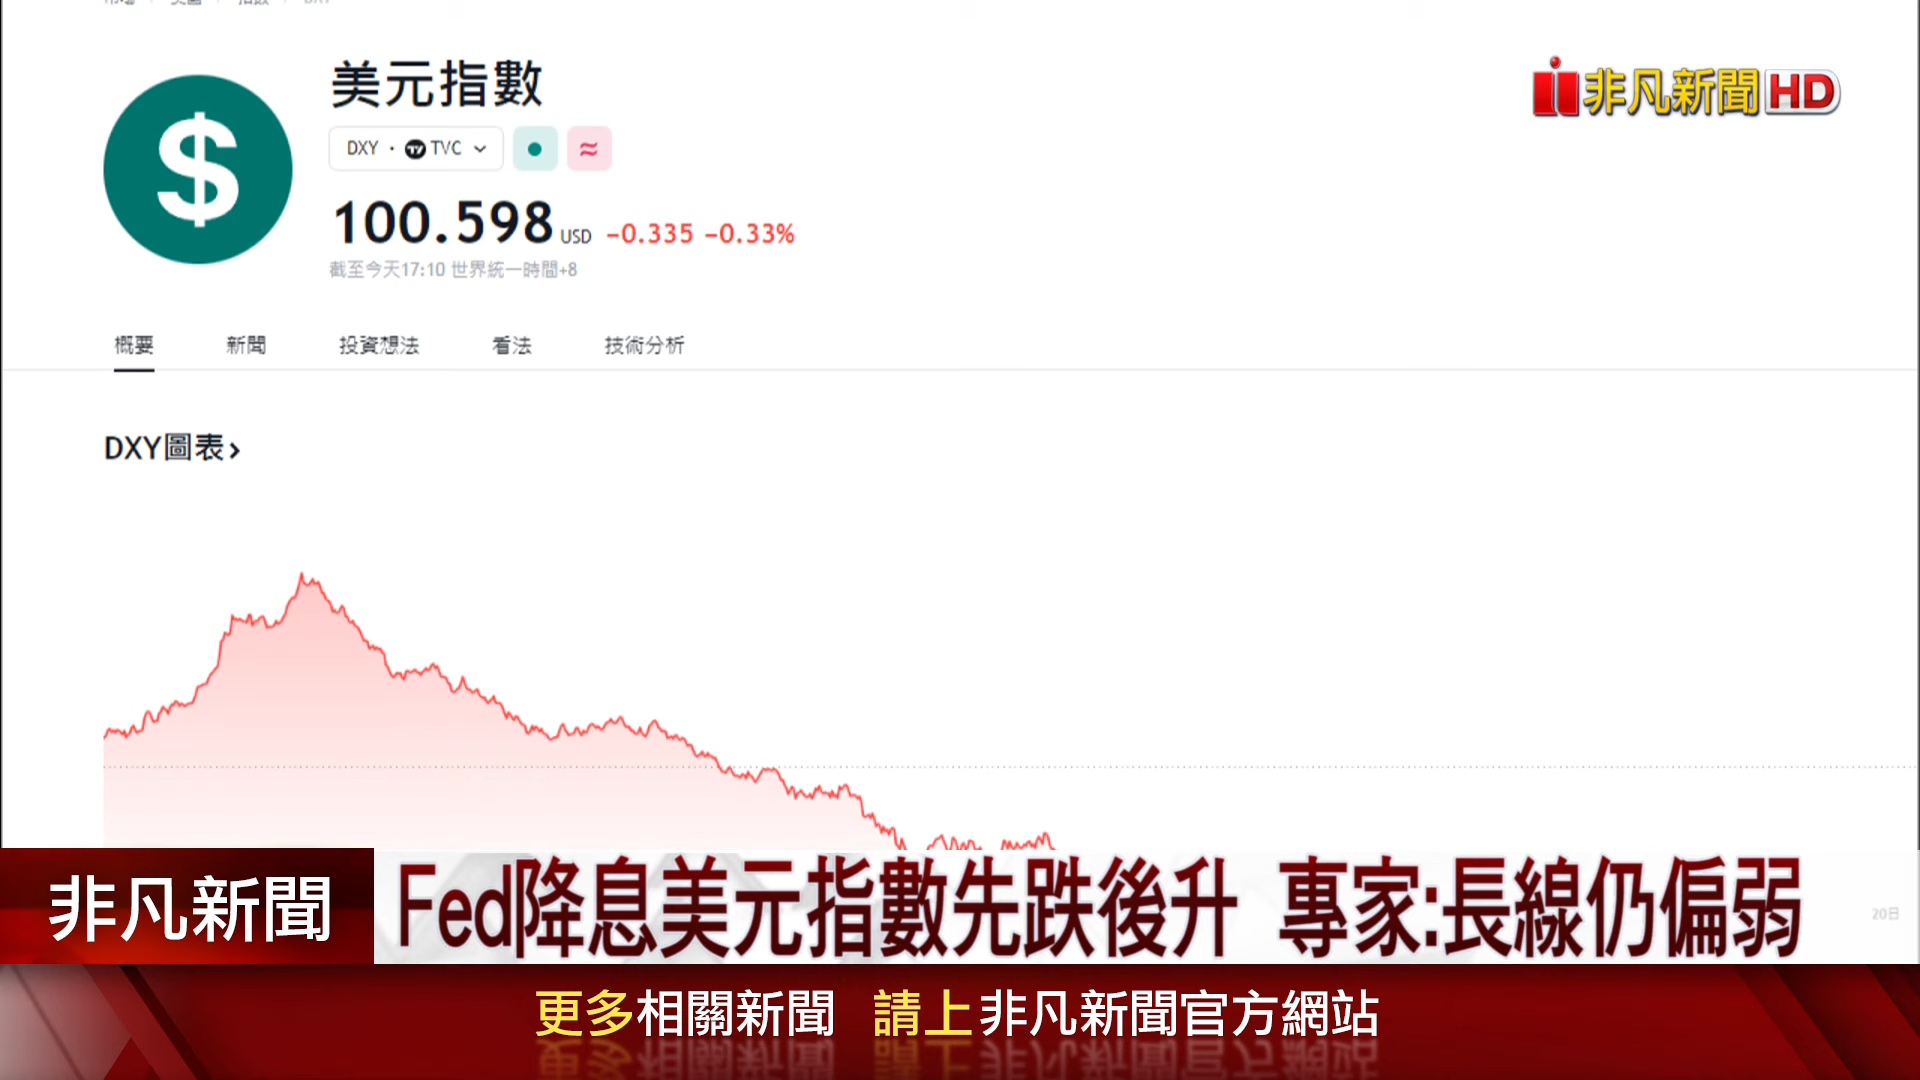 美元指數
非凡新聞HD
DXY · TVC
100.598 USD −0.335 −0.33%
截至今天17:10 世界統一時間+8
概要 新聞 投資想法 看法 技術分析
DXY圖表
20日
非凡新聞
Fed降息美元指數先跌後升 專家:長線仍偏弱
更多相關新聞 請上非凡新聞官方網站